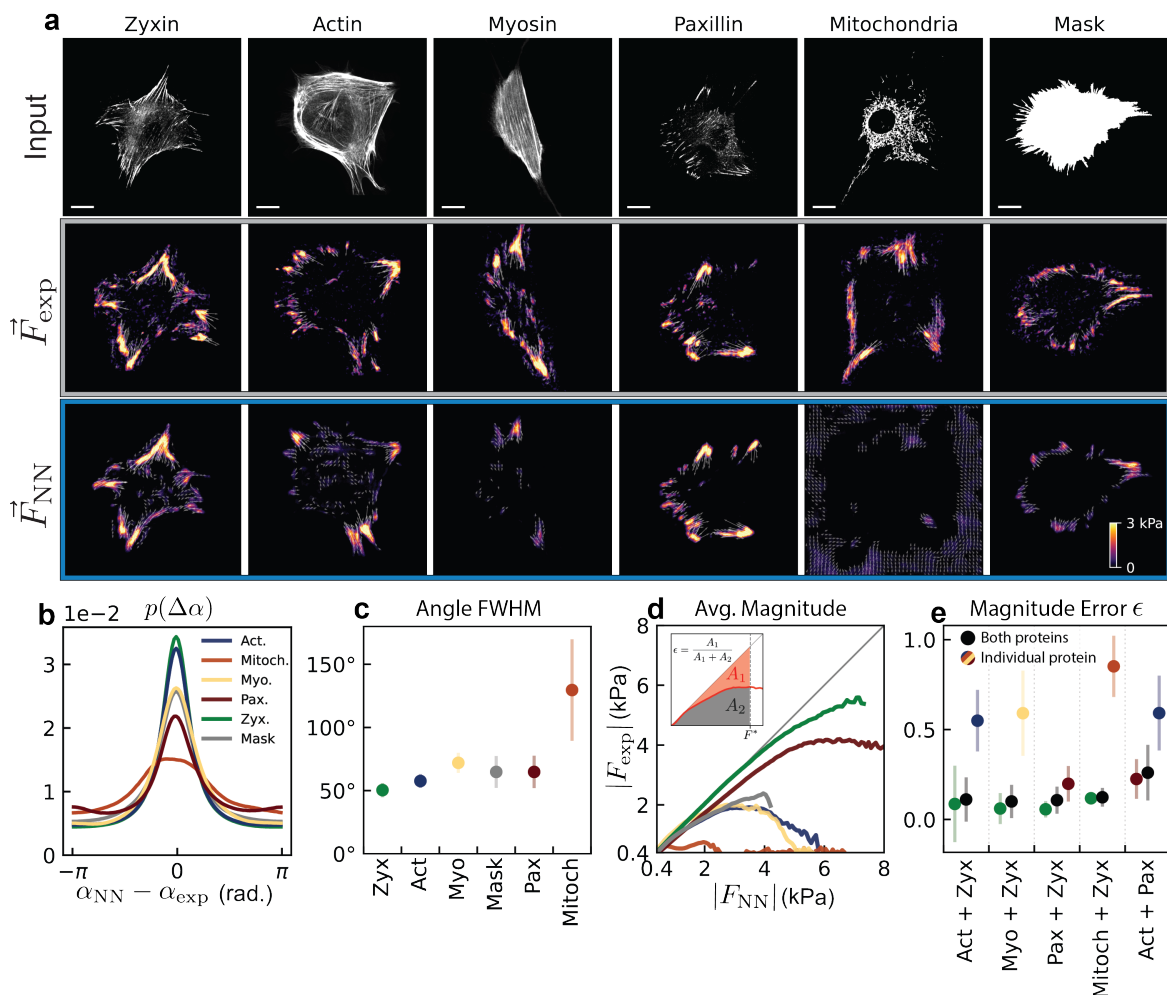 a
Zyxin Actin Myosin Paxillin Mitochondria Mask
Input
F⃗exp
F⃗NN
3 kPa
0
b 1e-2 p(Δα)
3
2
1
0
Act.
Mitoch.
Myo.
Pax.
Zyx.
Mask
−π 0 π
αNN − αexp (rad.)
c Angle FWHM
150°
100°
50°
0°
Zyx Act Myo Mask Pax Mitoch
d Avg. Magnitude
8
6
4
2
0.4
|Fexp| (kPa)
ϵ = A1 / A1 + A2
A1
A2
F*
0.4 2 4 6 8
|FNN| (kPa)
e Magnitude Error ϵ
1.0
0.5
0.0
Both proteins
Individual protein
Act + Zyx
Myo + Zyx
Pax + Zyx
Mitoch + Zyx
Act + Pax